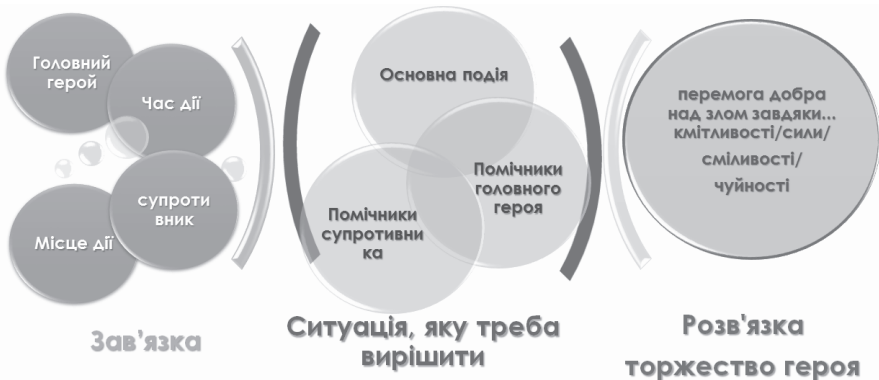 Головний
герой
Час дії
супроти
вник
Місце дії
Зав’язка
Основна подія
Помічники
головного
героя
Помічники
супротивни
ка
Ситуація, яку треба
вирішити
перемога добра
над злом завдяки...
кмітливості/сили/
сміливості/
чуйності
Розв'язка
торжество героя